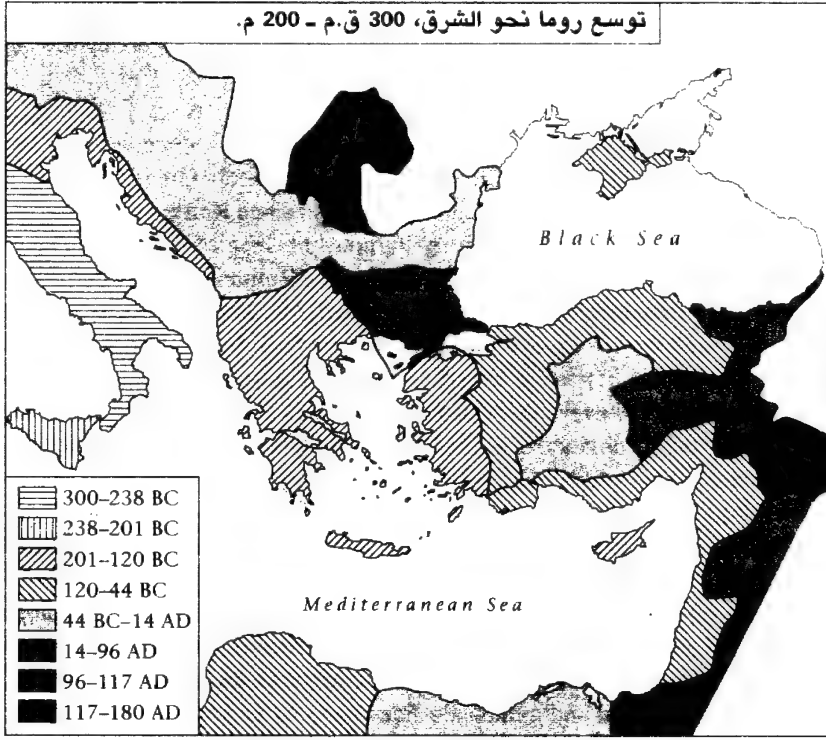 توسع روما نحو الشرق، 300 ق.م ـ 200 م.
Black Sea
Mediterranean Sea
300–238 BC
238–201 BC
201–120 BC
120–44 BC
44 BC–14 AD
14–96 AD
96–117 AD
117–180 AD